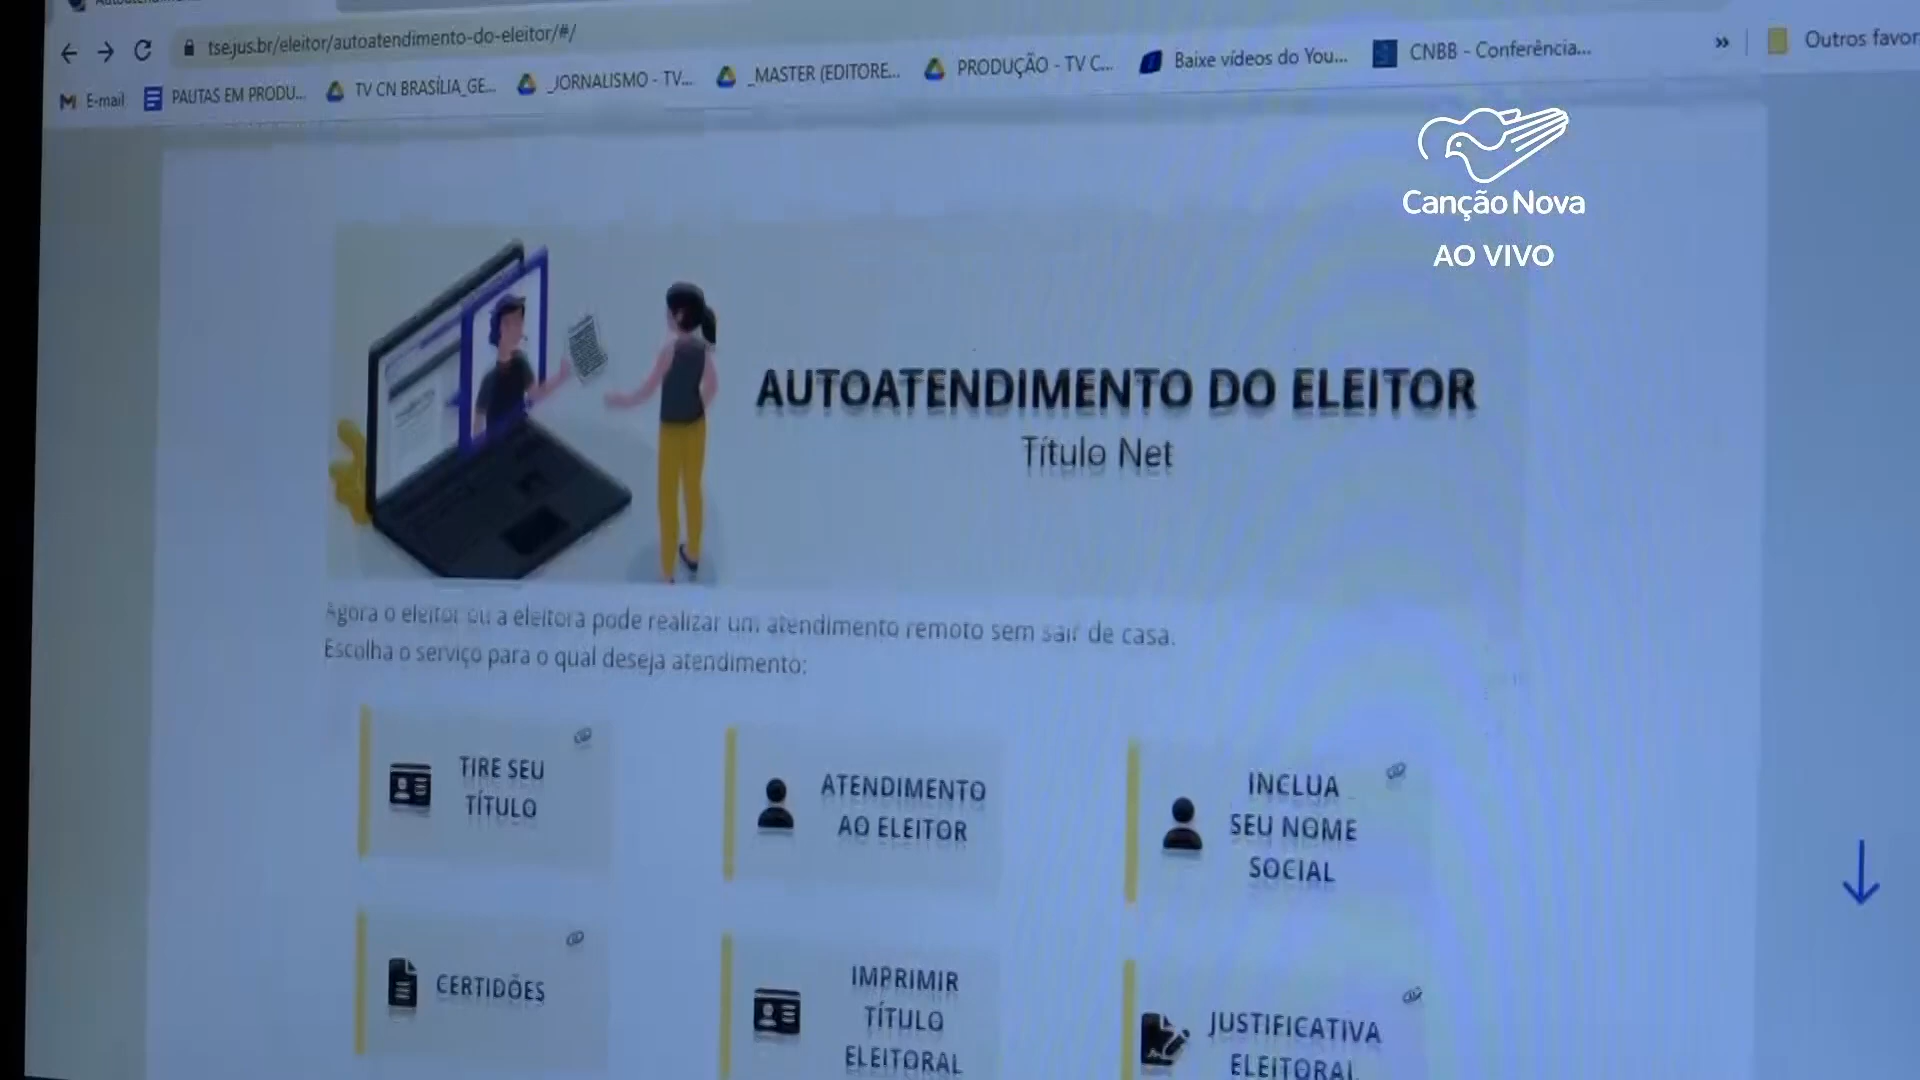 tse.jus.br/eleitor/autoatendimento-do-eleitor/#/
Outros favor
E-mail
PAUTAS EM PRODU...
TV CN BRASÍLIA_GE...
_JORNALISMO - TV...
_MASTER (EDITORE...
PRODUÇÃO - TV C...
Baixe vídeos do You...
CNBB - Conferência...
Canção Nova
AO VIVO
AUTOATENDIMENTO DO ELEITOR
Título Net
Agora o eleitor ou a eleitora pode realizar um atendimento remoto sem sair de casa.
Escolha o serviço para o qual deseja atendimento:
TIRE SEU
TÍTULO
ATENDIMENTO
AO ELEITOR
INCLUA
SEU NOME
SOCIAL
CERTIDÕES
IMPRIMIR
TÍTULO
ELEITORAL
JUSTIFICATIVA
ELEITORAL